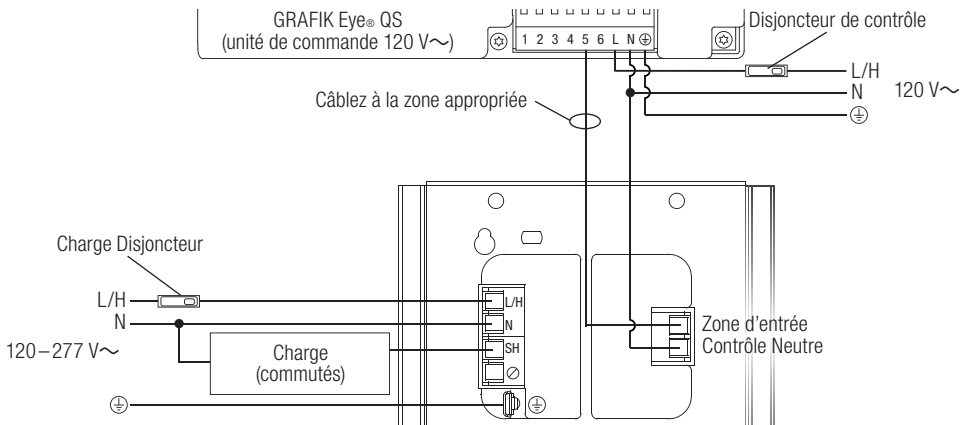 GRAFIK Eye® QS
(unité de commande 120 V~)
1 2 3 4 5 6 L N
Disjoncteur de contrôle
L/H
N
120 V~
Câblez à la zone appropriée
Charge Disjoncteur
L/H
N
120–277 V~
Charge
(commutés)
L/H
N
SH
Zone d'entrée
Contrôle Neutre